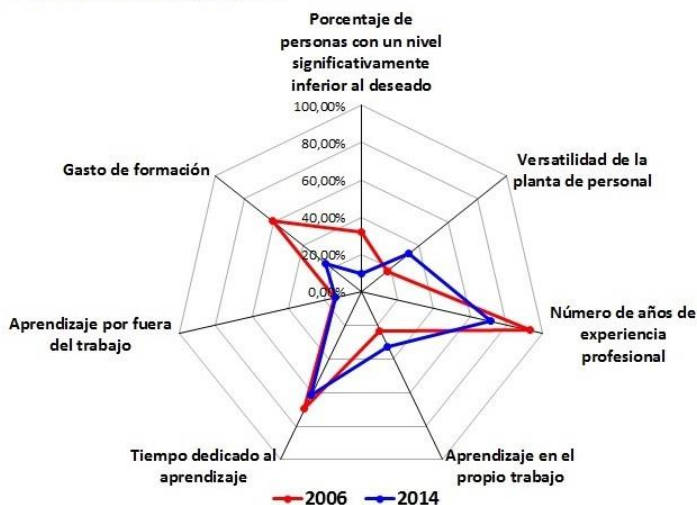 Porcentaje de
personas con un nivel
significativamente
inferior al deseado
100,00%
80,00%
60,00%
40,00%
20,00%
0,00%
Versatilidad de la
planta de personal
Número de años de
experiencia
profesional
Aprendizaje en el
propio trabajo
Tiempo dedicado al
aprendizaje
Aprendizaje por fuera
del trabajo
Gasto de formación
2006
2014